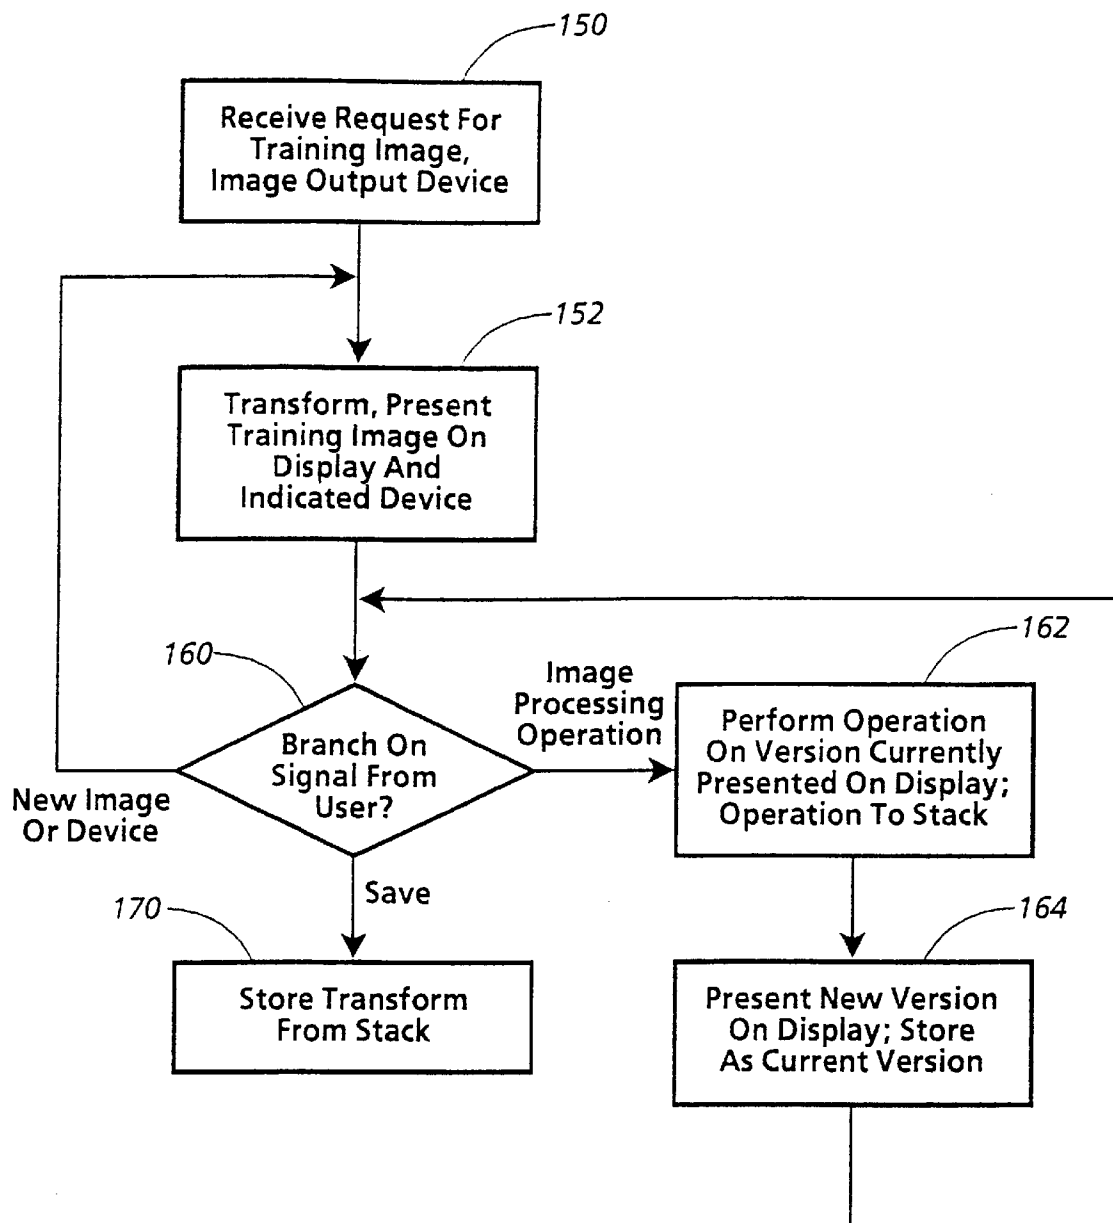 150
Receive Request For
Training Image,
Image Output Device
152
Transform, Present
Training Image On
Display And
Indicated Device
160
Branch On
Signal From
User?
New Image
Or Device
Image
Processing
Operation
162
Perform Operation
On Version Currently
Presented On Display;
Operation To Stack
Save
170
Store Transform
From Stack
164
Present New Version
On Display; Store
As Current Version